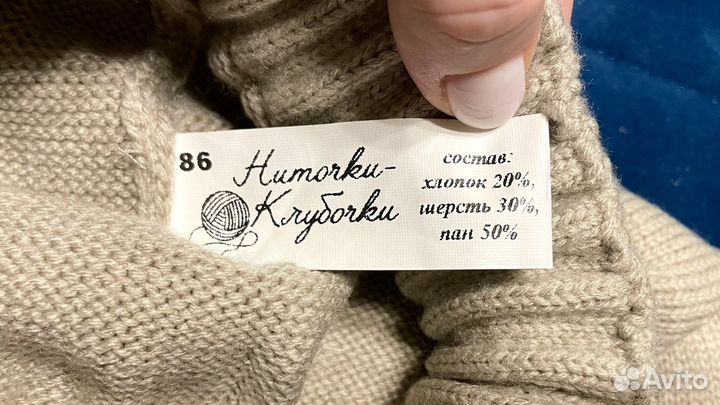 86
Ниточки-
Клубочки
состав:
хлопок 20%,
шерсть 30%,
пан 50%
Avito